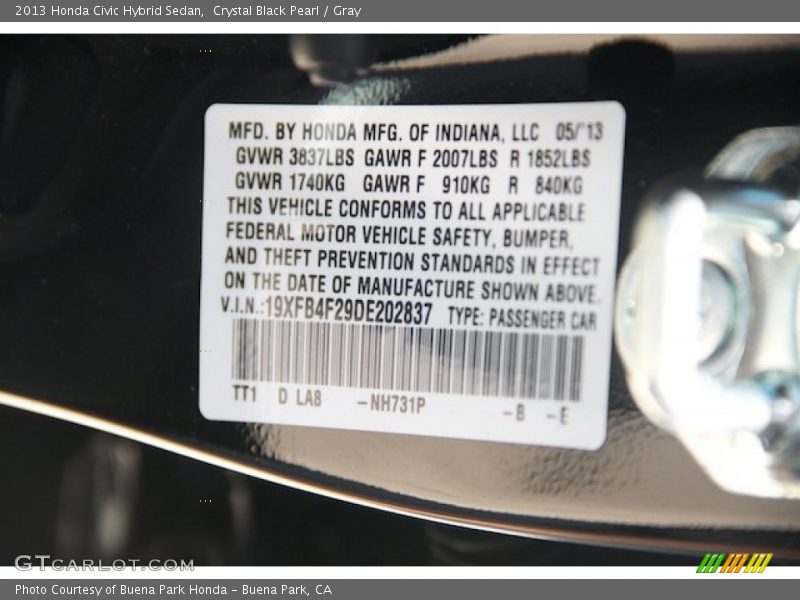 2013 Honda Civic Hybrid Sedan,  Crystal Black Pearl / Gray
MFD. BY HONDA MFG. OF INDIANA, LLC 05/'13
GVWR 3837LBS GAWR F 2007LBS R 1852LBS
GVWR 1740KG GAWR F 910KG R 840KG
THIS VEHICLE CONFORMS TO ALL APPLICABLE
FEDERAL MOTOR VEHICLE SAFETY, BUMPER,
AND THEFT PREVENTION STANDARDS IN EFFECT
ON THE DATE OF MANUFACTURE SHOWN ABOVE.
V.I.N.:19XFB4F29DE202837 TYPE: PASSENGER CAR
TT1 D LA8 -NH731P -B -E
GTCARLOT.COM
Photo Courtesy of Buena Park Honda - Buena Park, CA